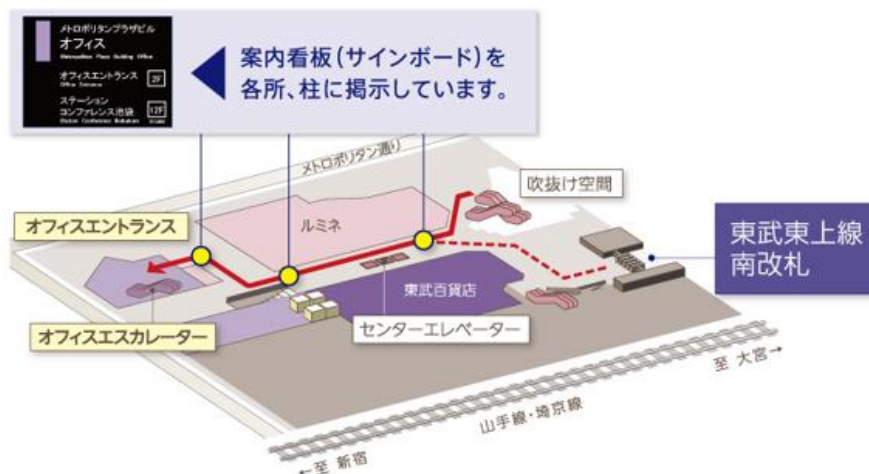 メトロポリタンプラザビル
オフィス
Metropolitan Plaza Building Office
オフィスエントランス
Office Entrance
2F
ステーション
コンファレンス池袋
Station Conference Ikebukuro
12F
案内看板(サインボード)を
各所、柱に掲示しています。
メトロポリタン通り
吹抜け空間
ルミネ
オフィスエントランス
東武東上線
南改札
東武百貨店
オフィスエスカレーター
センターエレベーター
至 大宮→
山手線・埼京線
←至 新宿